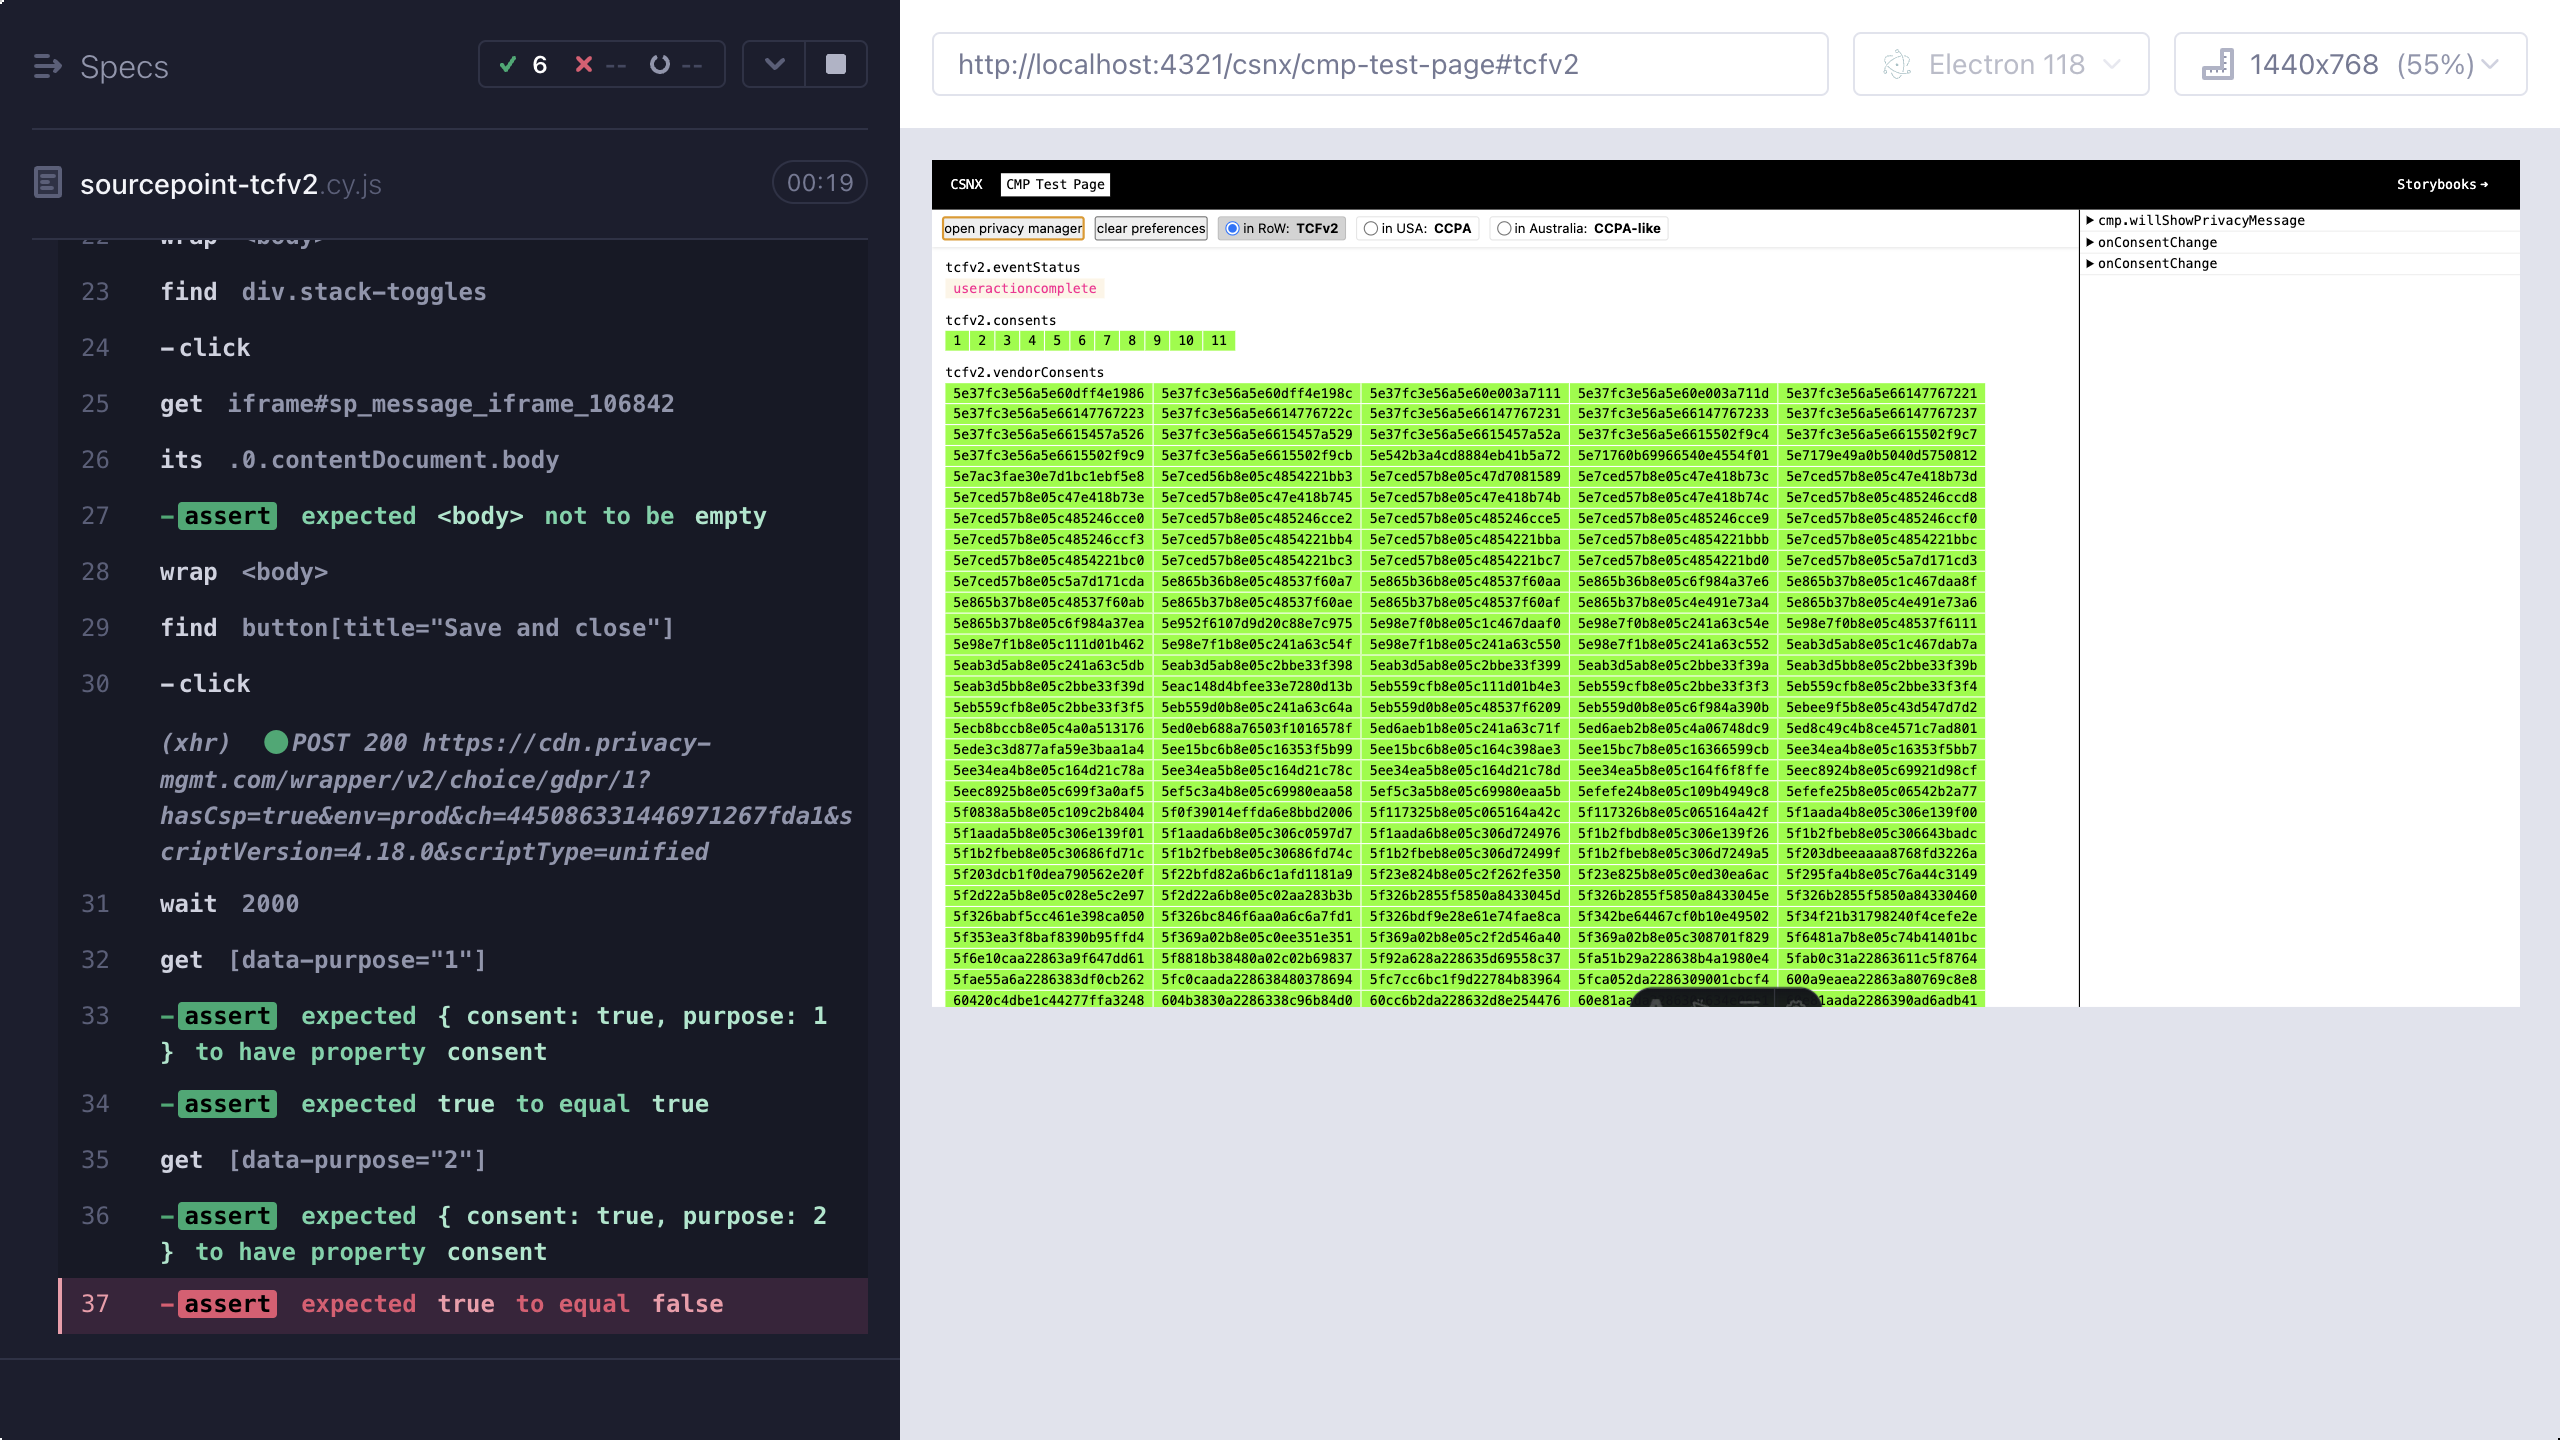 Specs
6 -- --
sourcepoint-tcfv2.cy.js 00:19
22 wrap <body>
23 find div.stack-toggles
24 -click
25 get iframe#sp_message_iframe_106842
26 its .0.contentDocument.body
27 -assert expected <body> not to be empty
28 wrap <body>
29 find button[title="Save and close"]
30 -click
(xhr) POST 200 https://cdn.privacy-
mgmt.com/wrapper/v2/choice/gdpr/1?
hasCsp=true&env=prod&ch=445086331446971267fda1&s
criptVersion=4.18.0&scriptType=unified
31 wait 2000
32 get [data-purpose="1"]
33 -assert expected { consent: true, purpose: 1
} to have property consent
34 -assert expected true to equal true
35 get [data-purpose="2"]
36 -assert expected { consent: true, purpose: 2
} to have property consent
37 -assert expected true to equal false
http://localhost:4321/csnx/cmp-test-page#tcfv2
Electron 118
1440x768 (55%)
CSNX CMP Test Page Storybooks→
open privacy manager clear preferences in RoW: TCFv2 in USA: CCPA in Australia: CCPA-like
tcfv2.eventStatus
useractioncomplete
tcfv2.consents
1 2 3 4 5 6 7 8 9 10 11
tcfv2.vendorConsents
5e37fc3e56a5e60dff4e1986 5e37fc3e56a5e60dff4e198c 5e37fc3e56a5e60e003a7111 5e37fc3e56a5e60e003a711d 5e37fc3e56a5e66147767221
5e37fc3e56a5e66147767223 5e37fc3e56a5e6614776722c 5e37fc3e56a5e66147767231 5e37fc3e56a5e66147767233 5e37fc3e56a5e66147767237
5e37fc3e56a5e6615457a526 5e37fc3e56a5e6615457a529 5e37fc3e56a5e6615457a52a 5e37fc3e56a5e6615502f9c4 5e37fc3e56a5e6615502f9c7
5e37fc3e56a5e6615502f9c9 5e37fc3e56a5e6615502f9cb 5e542b3a4cd8884eb41b5a72 5e71760b69966540e4554f01 5e7179e49a0b5040d5750812
5e7ac3fae30e7d1bc1ebf5e8 5e7ced56b8e05c4854221bb3 5e7ced57b8e05c47d7081589 5e7ced57b8e05c47e418b73c 5e7ced57b8e05c47e418b73d
5e7ced57b8e05c47e418b73e 5e7ced57b8e05c47e418b745 5e7ced57b8e05c47e418b74b 5e7ced57b8e05c47e418b74c 5e7ced57b8e05c485246ccd8
5e7ced57b8e05c485246cce0 5e7ced57b8e05c485246cce2 5e7ced57b8e05c485246cce5 5e7ced57b8e05c485246cce9 5e7ced57b8e05c485246ccf0
5e7ced57b8e05c485246ccf3 5e7ced57b8e05c4854221bb4 5e7ced57b8e05c4854221bba 5e7ced57b8e05c4854221bbb 5e7ced57b8e05c4854221bbc
5e7ced57b8e05c4854221bc0 5e7ced57b8e05c4854221bc3 5e7ced57b8e05c4854221bc7 5e7ced57b8e05c4854221bd0 5e7ced57b8e05c5a7d171cd3
5e7ced57b8e05c5a7d171cda 5e865b36b8e05c48537f60a7 5e865b36b8e05c48537f60aa 5e865b36b8e05c6f984a37e6 5e865b37b8e05c1c467daa8f
5e865b37b8e05c48537f60ab 5e865b37b8e05c48537f60ae 5e865b37b8e05c48537f60af 5e865b37b8e05c4e491e73a4 5e865b37b8e05c4e491e73a6
5e865b37b8e05c6f984a37ea 5e952f6107d9d20c88e7c975 5e98e7f0b8e05c1c467daaf0 5e98e7f0b8e05c241a63c54e 5e98e7f0b8e05c48537f6111
5e98e7f1b8e05c111d01b462 5e98e7f1b8e05c241a63c54f 5e98e7f1b8e05c241a63c550 5e98e7f1b8e05c241a63c552 5eab3d5ab8e05c1c467dab7a
5eab3d5ab8e05c241a63c5db 5eab3d5ab8e05c2bbe33f398 5eab3d5ab8e05c2bbe33f399 5eab3d5ab8e05c2bbe33f39a 5eab3d5bb8e05c2bbe33f39b
5eab3d5bb8e05c2bbe33f39d 5eac148d4bfee33e7280d13b 5eb559cfb8e05c111d01b4e3 5eb559cfb8e05c2bbe33f3f3 5eb559cfb8e05c2bbe33f3f4
5eb559cfb8e05c2bbe33f3f5 5eb559d0b8e05c241a63c64a 5eb559d0b8e05c48537f6209 5eb559d0b8e05c6f984a390b 5ebee9f5b8e05c43d547d7d2
5ecb8bccb8e05c4a0a513176 5ed0eb688a76503f1016578f 5ed6aeb1b8e05c241a63c71f 5ed6aeb2b8e05c4a06748dc9 5ed8c49c4b8ce4571c7ad801
5ede3c3d877afa59e3baa1a4 5ee15bc6b8e05c16353f5b99 5ee15bc6b8e05c164c398ae3 5ee15bc7b8e05c16366599cb 5ee34ea4b8e05c16353f5bb7
5ee34ea4b8e05c164d21c78a 5ee34ea5b8e05c164d21c78c 5ee34ea5b8e05c164d21c78d 5ee34ea5b8e05c164f6f8ffe 5eec8924b8e05c69921d98cf
5eec8925b8e05c699f3a0af5 5ef5c3a4b8e05c69980eaa58 5ef5c3a5b8e05c69980eaa5b 5efefe24b8e05c109b4949c8 5efefe25b8e05c06542b2a77
5f0838a5b8e05c109c2b8404 5f0f39014effda6e8bbd2006 5f117325b8e05c065164a42c 5f117326b8e05c065164a42f 5f1aada4b8e05c306e139f00
5f1aada5b8e05c306e139f01 5f1aada6b8e05c306c0597d7 5f1aada6b8e05c306d724976 5f1b2fbdb8e05c306e139f26 5f1b2fbeb8e05c306643badc
5f1b2fbeb8e05c30686fd71c 5f1b2fbeb8e05c30686fd74c 5f1b2fbeb8e05c306d72499f 5f1b2fbeb8e05c306d7249a5 5f203dbeeaaaa8768fd3226a
5f203dcb1f0dea790562e20f 5f22bfd82a6b6c1afd1181a9 5f23e824b8e05c2f262fe350 5f23e825b8e05c0ed30ea6ac 5f295fa4b8e05c76a44c3149
5f2d22a5b8e05c028e5c2e97 5f2d22a6b8e05c02aa283b3b 5f326b2855f5850a8433045d 5f326b2855f5850a8433045e 5f326b2855f5850a84330460
5f326babf5cc461e398ca050 5f326bc846f6aa0a6c6a7fd1 5f326bdf9e28e61e74fae8ca 5f342be64467cf0b10e49502 5f34f21b31798240f4cefe2e
5f353ea3f8baf8390b95ffd4 5f369a02b8e05c0ee351e351 5f369a02b8e05c2f2d546a40 5f369a02b8e05c308701f829 5f6481a7b8e05c74b41401bc
5f6e10caa22863a9f647dd61 5f8818b38480a02c02b69837 5f92a628a228635d69558c37 5fa51b29a228638b4a1980e4 5fab0c31a22863611c5f8764
5fae55a6a2286383df0cb262 5fc0caada228638480378694 5fc7cc6bc1f9d22784b83964 5fca052da2286309001cbcf4 600a9eaea22863a80769c8e8
60420c4dbe1c44277ffa3248 604b3830a2286338c96b84d0 60cc6b2da228632d8e254476
cmp.willShowPrivacyMessage
onConsentChange
onConsentChange